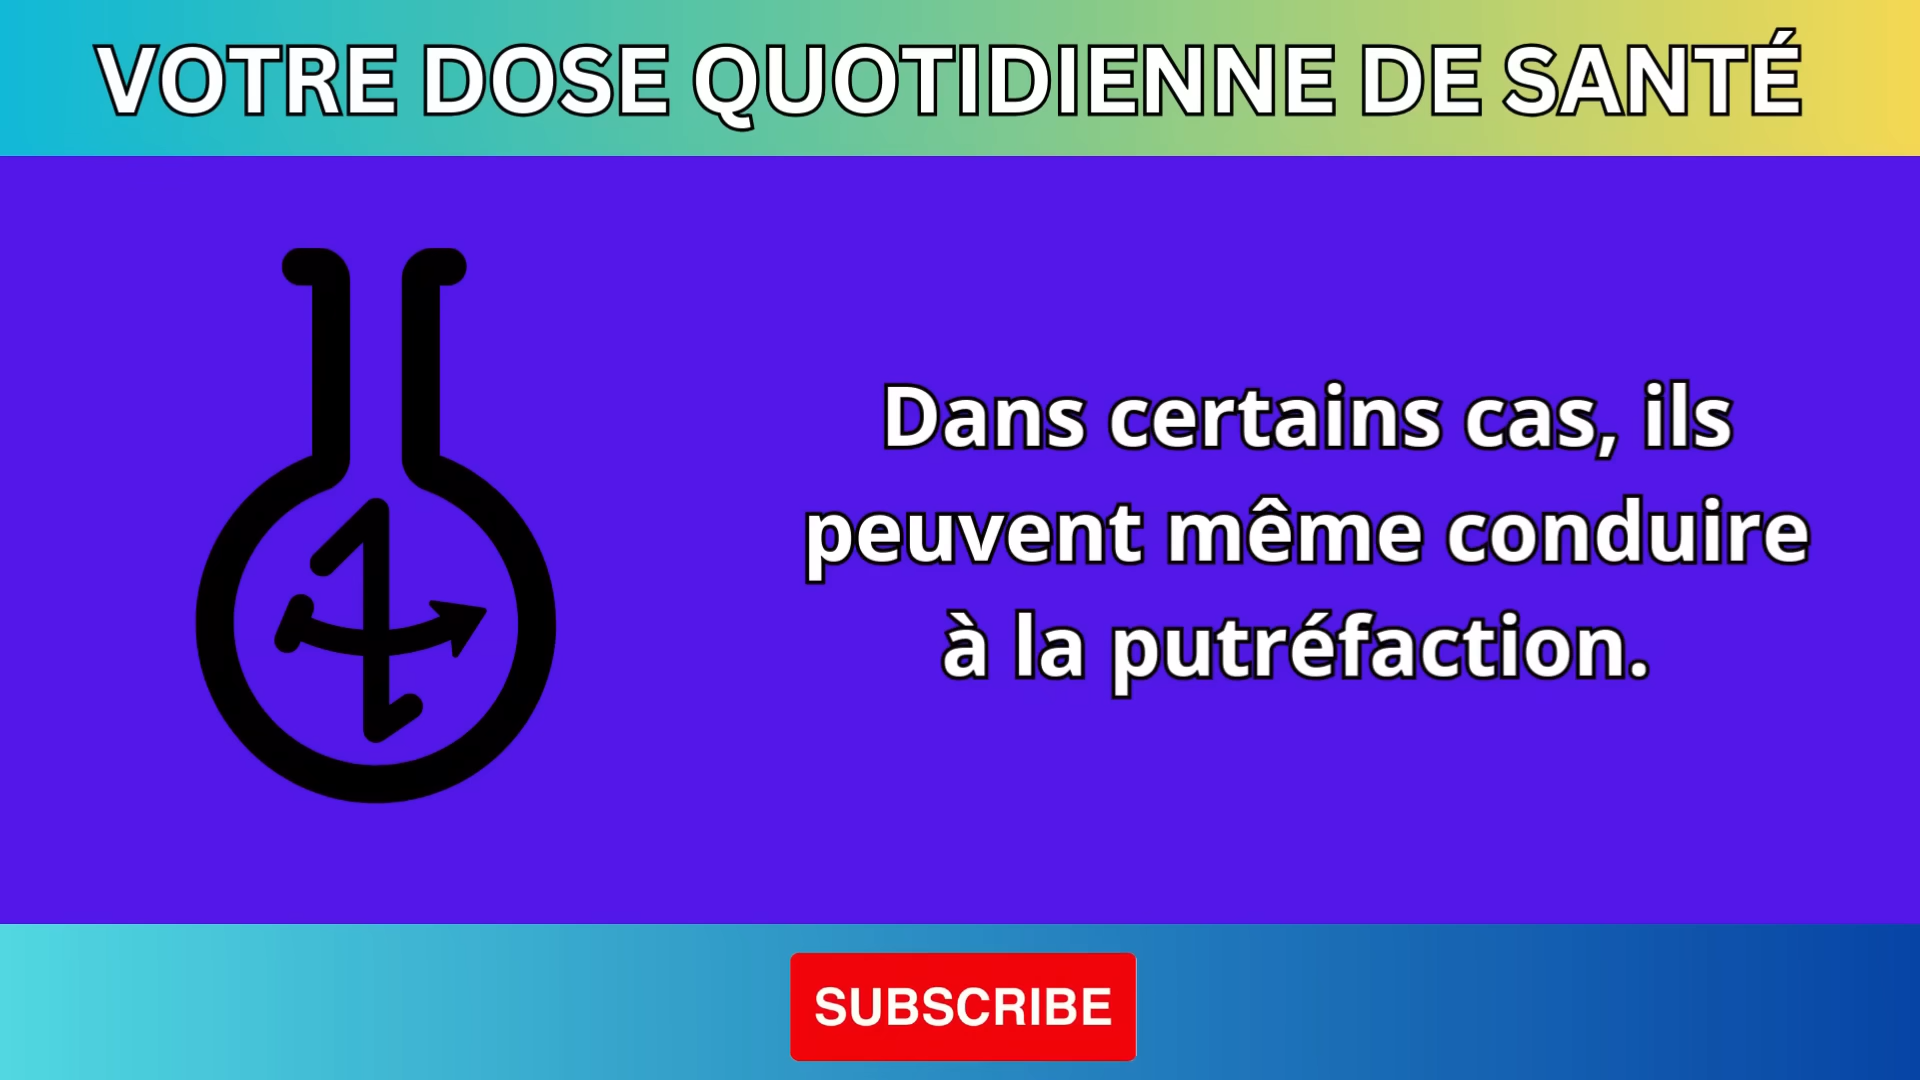 VOTRE DOSE QUOTIDIENNE DE SANTÉ
Dans certains cas, ils
peuvent même conduire
à la putréfaction.
SUBSCRIBE